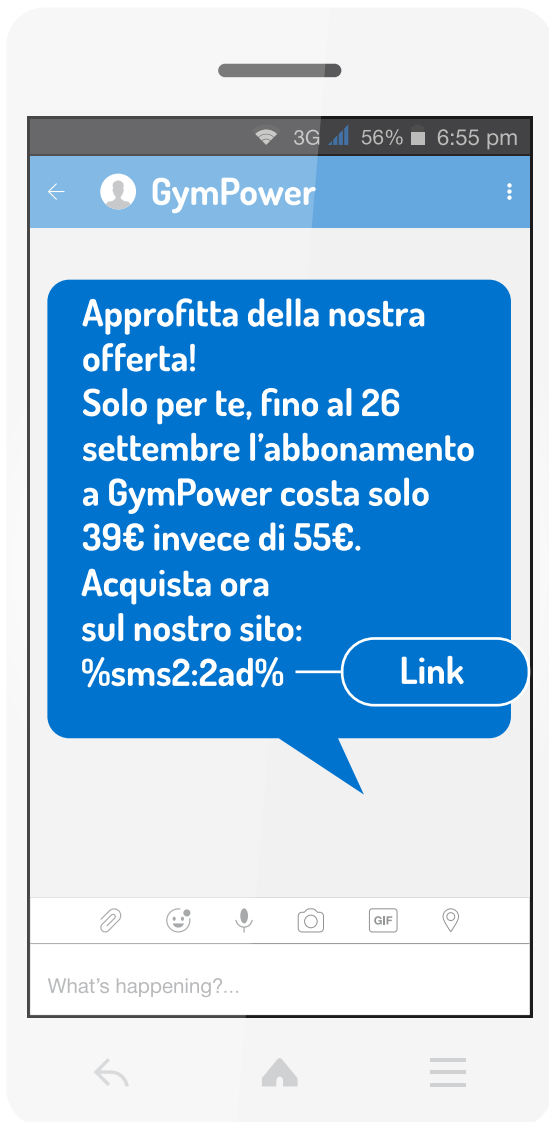 3G 56% 6:55 pm
GymPower
Approfitta della nostra
offerta!
Solo per te, fino al 26
settembre l’abbonamento
a GymPower costa solo
39€ invece di 55€.
Acquista ora
sul nostro sito:
%sms2:2ad% Link
GIF
What’s happening?...